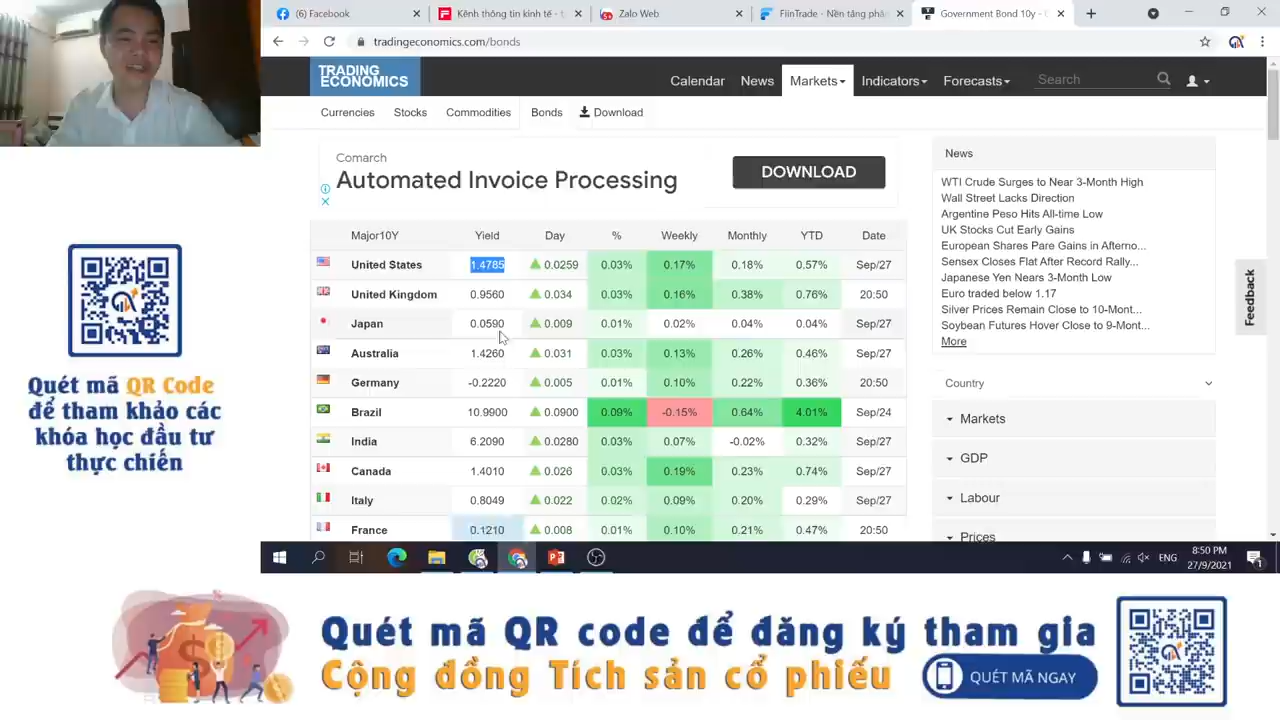 (6) Facebook
Kênh thông tin kinh tế - t
Zalo Web
FiinTrade - Nền tảng phân
Government Bond 10y -
tradingeconomics.com/bonds
TRADING
ECONOMICS
Calendar News Markets Indicators Forecasts Search
Currencies Stocks Commodities Bonds Download
Comarch
Automated Invoice Processing
DOWNLOAD
Major10Y Yield Day % Weekly Monthly YTD Date
United States 1.4785 0.0259 0.03% 0.17% 0.18% 0.57% Sep/27
United Kingdom 0.9560 0.034 0.03% 0.16% 0.38% 0.76% 20:50
Japan 0.0590 0.009 0.01% 0.02% 0.04% 0.04% Sep/27
Australia 1.4260 0.031 0.03% 0.13% 0.26% 0.46% Sep/27
Germany -0.2220 0.005 0.01% 0.10% 0.22% 0.36% 20:50
Brazil 10.9900 0.0900 0.09% -0.15% 0.64% 4.01% Sep/24
India 6.2090 0.0280 0.03% 0.07% -0.02% 0.32% Sep/27
Canada 1.4010 0.026 0.03% 0.19% 0.23% 0.74% Sep/27
Italy 0.8049 0.022 0.02% 0.09% 0.20% 0.29% Sep/27
France 0.1210 0.008 0.01% 0.10% 0.21% 0.47% 20:50
News
WTI Crude Surges to Near 3-Month High
Wall Street Lacks Direction
Argentine Peso Hits All-time Low
UK Stocks Cut Early Gains
European Shares Pare Gains in Afterno...
Sensex Closes Flat After Record Rally...
Japanese Yen Nears 3-Month Low
Euro traded below 1.17
Silver Prices Remain Close to 10-Mont...
Soybean Futures Hover Close to 9-Mont...
More
Country
Markets
GDP
Labour
Prices
Feedback
ENG
8:50 PM
27/9/2021
1
Quét mã QR Code
để tham khảo các
khóa học đầu tư
thực chiến
Quét mã QR code để đăng ký tham gia
Cộng đồng Tích sản cổ phiếu
QUÉT MÃ NGAY